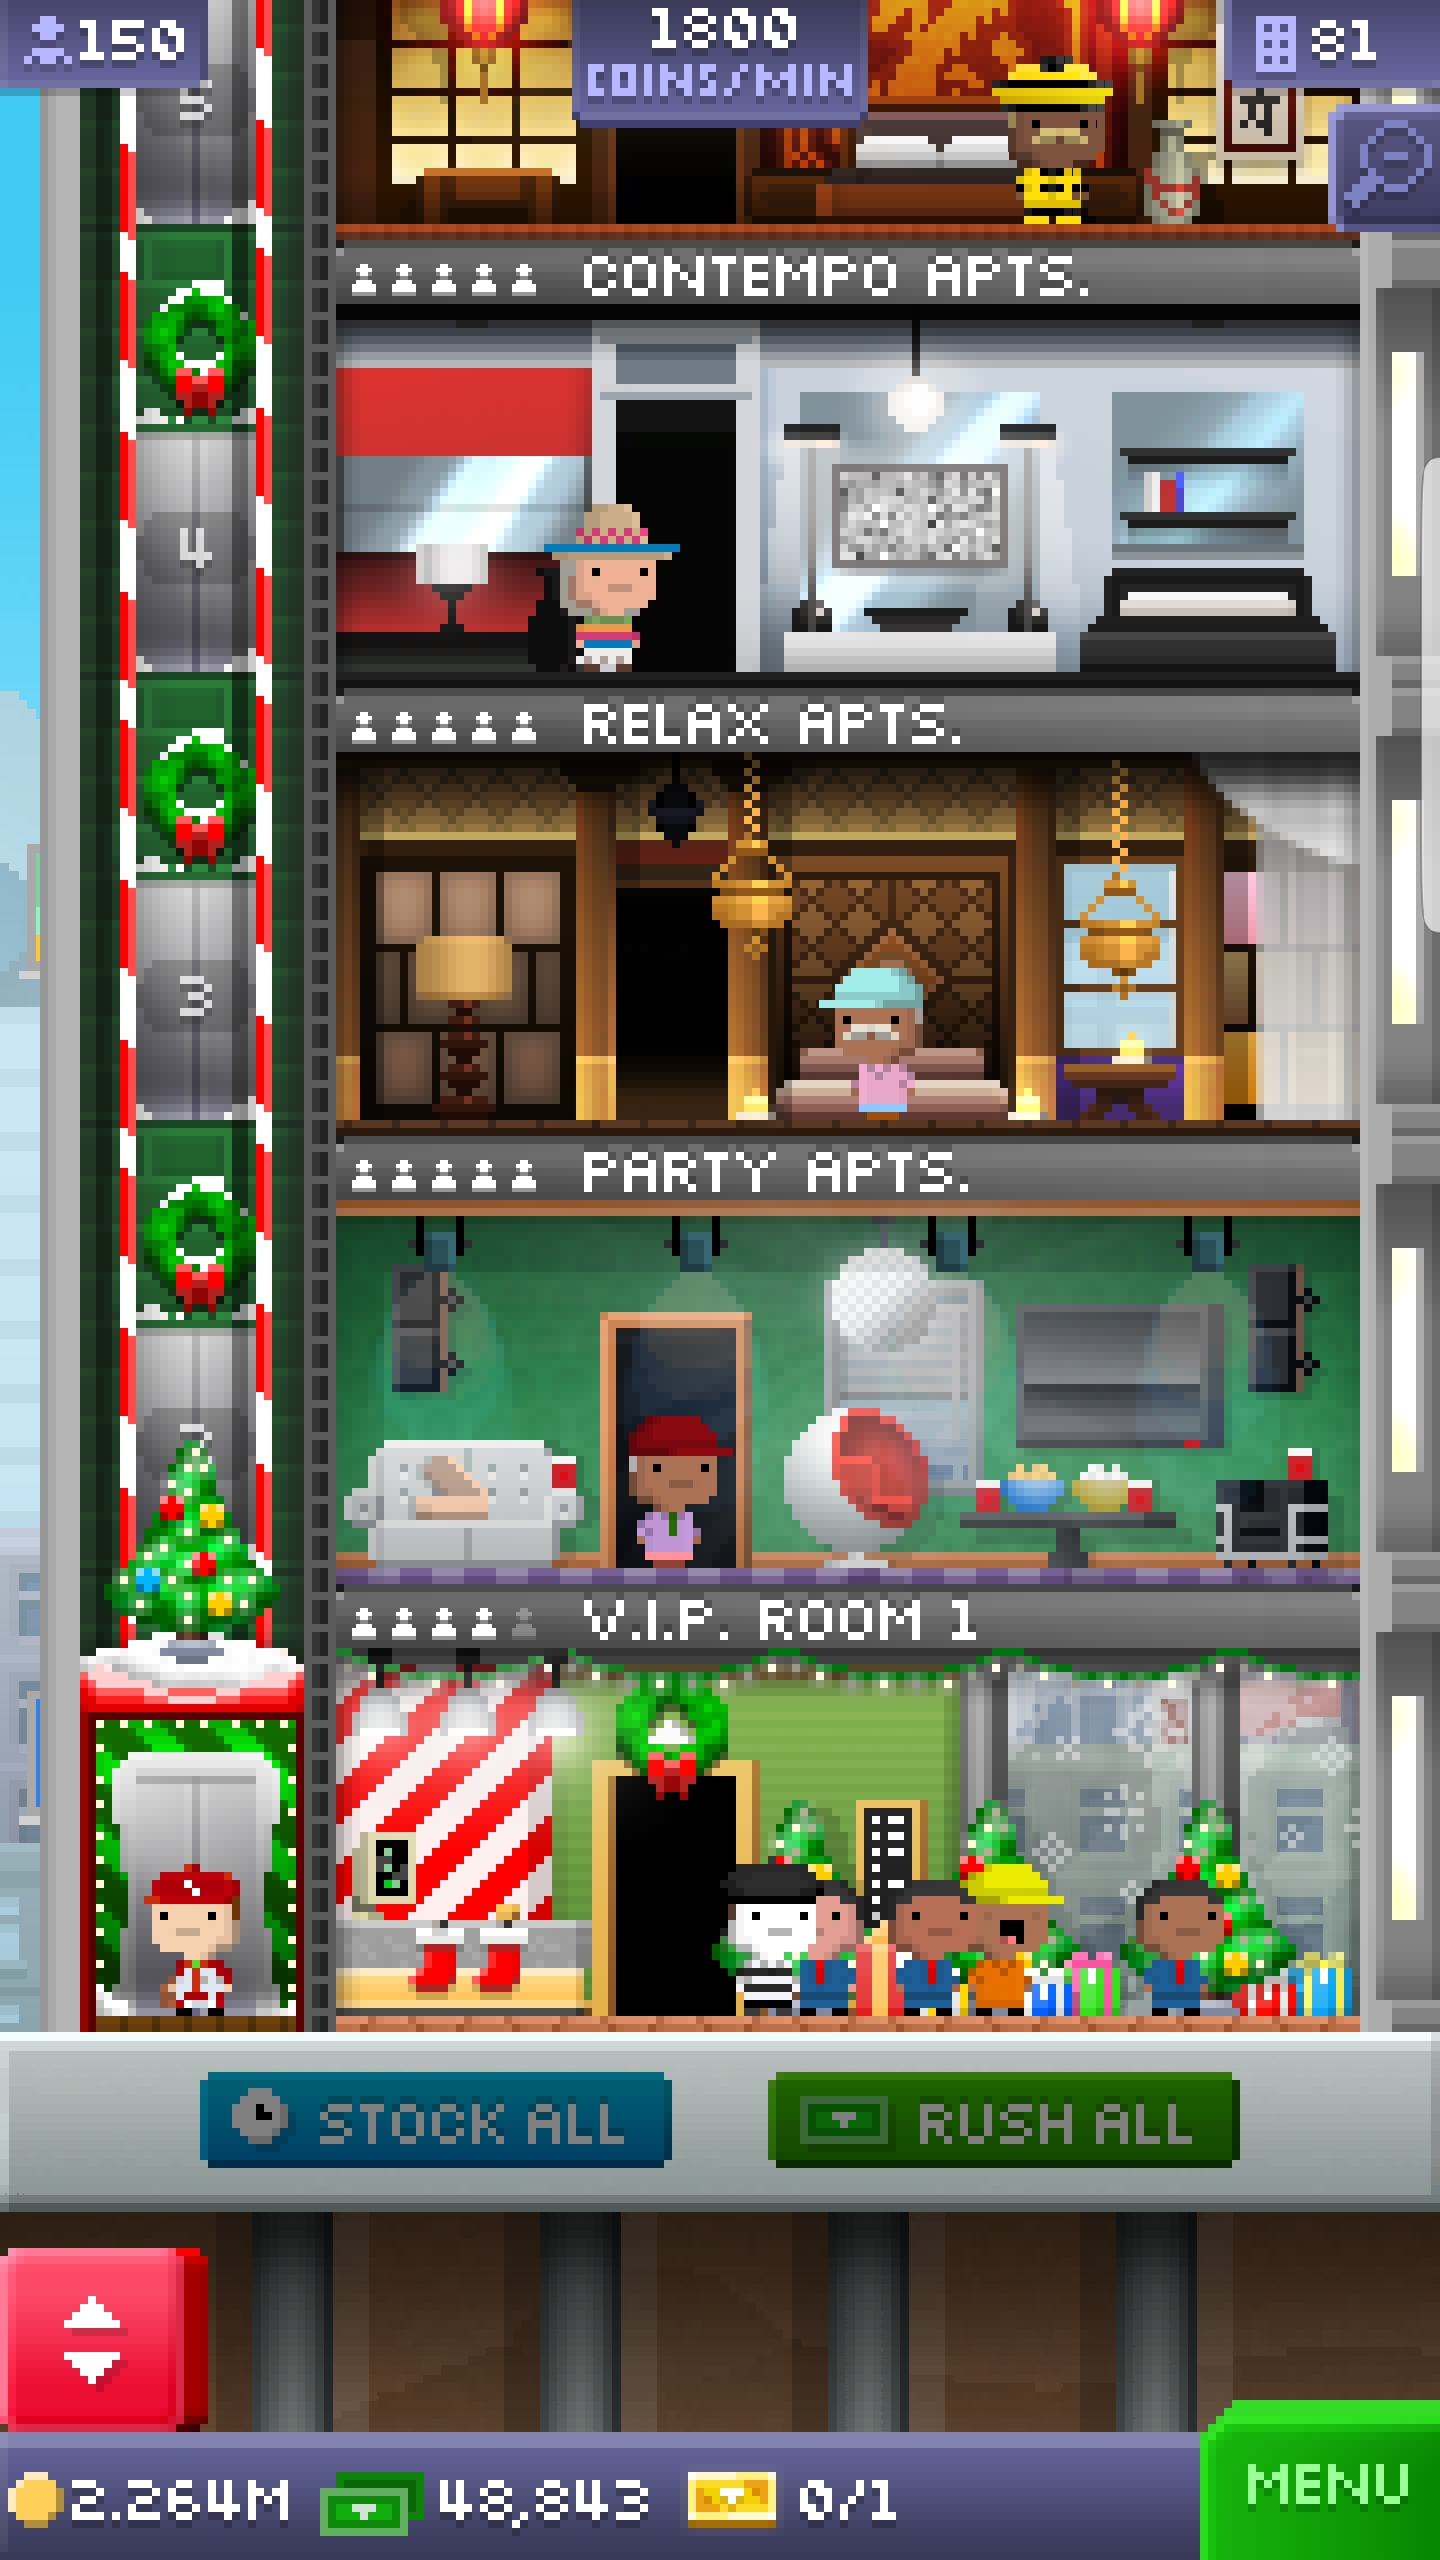 150
1800
COINS/MIN
81
5
CONTEMPO APTS.
4
RELAX APTS.
3
PARTY APTS.
V.I.P. ROOM 1
STOCK ALL
RUSH ALL
2.264M
48,843
0/1
MENU